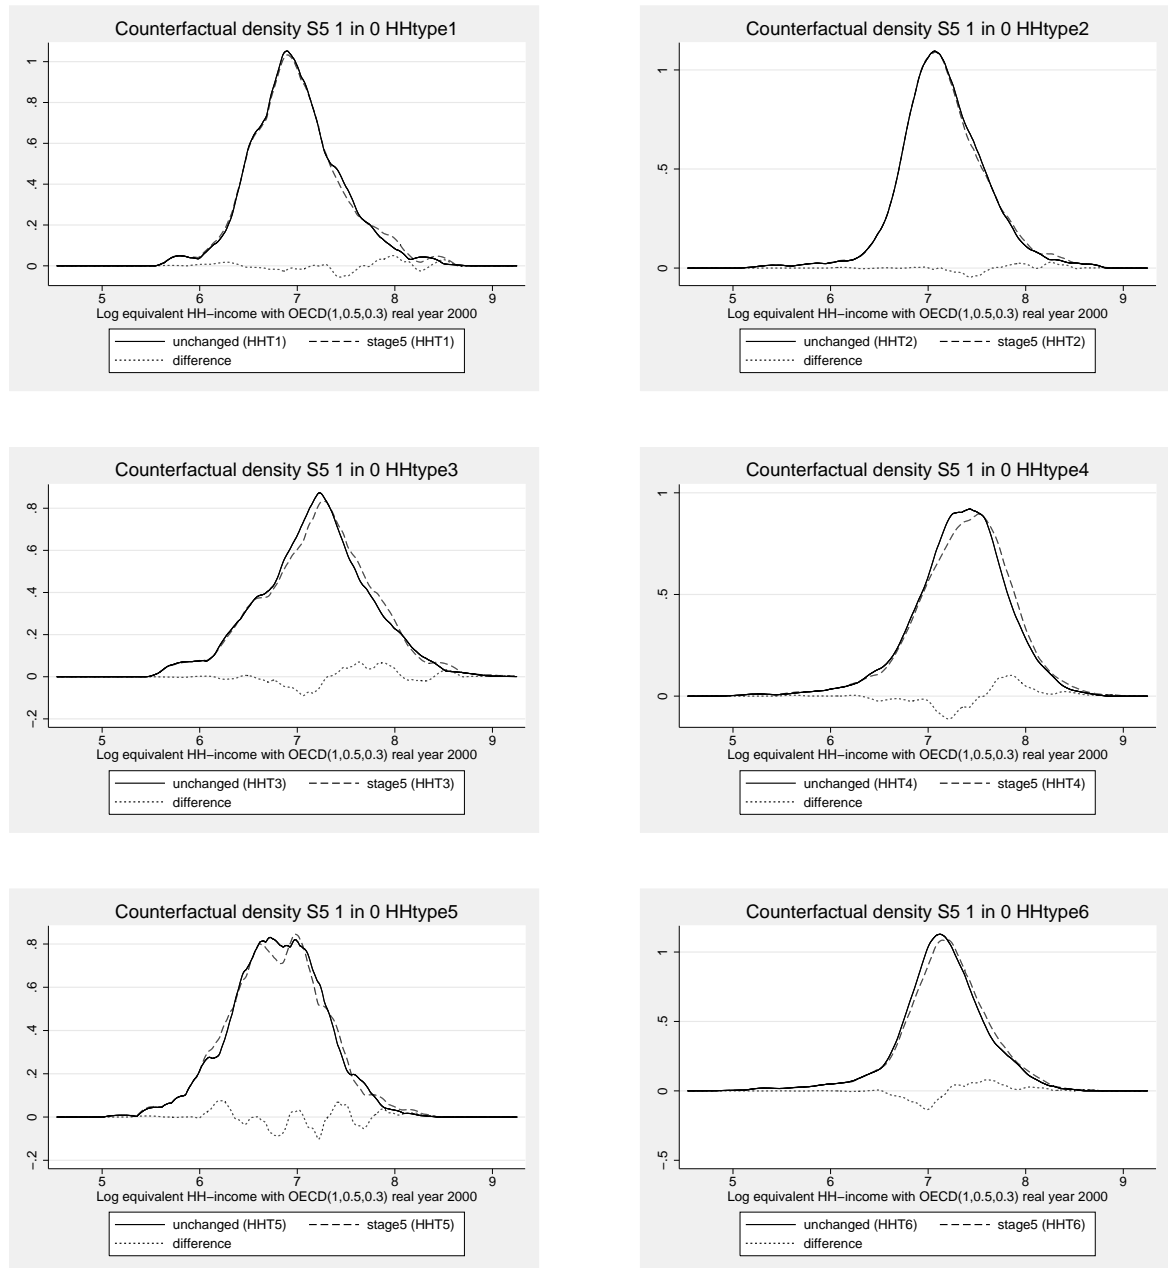 Counterfactual density S5 1 in 0 HHtype1
0 .2 .4 .6 .8 1
5 6 7 8 9
Log equivalent HH−income with OECD(1,0.5,0.3) real year 2000
unchanged (HHT1) stage5 (HHT1)
difference
Counterfactual density S5 1 in 0 HHtype2
0 .5 1
5 6 7 8 9
Log equivalent HH−income with OECD(1,0.5,0.3) real year 2000
unchanged (HHT2) stage5 (HHT2)
difference
Counterfactual density S5 1 in 0 HHtype3
−.2 0 .2 .4 .6 .8
5 6 7 8 9
Log equivalent HH−income with OECD(1,0.5,0.3) real year 2000
unchanged (HHT3) stage5 (HHT3)
difference
Counterfactual density S5 1 in 0 HHtype4
0 .5 1
5 6 7 8 9
Log equivalent HH−income with OECD(1,0.5,0.3) real year 2000
unchanged (HHT4) stage5 (HHT4)
difference
Counterfactual density S5 1 in 0 HHtype5
−.2 0 .2 .4 .6 .8
5 6 7 8 9
Log equivalent HH−income with OECD(1,0.5,0.3) real year 2000
unchanged (HHT5) stage5 (HHT5)
difference
Counterfactual density S5 1 in 0 HHtype6
−.5 0 .5 1
5 6 7 8 9
Log equivalent HH−income with OECD(1,0.5,0.3) real year 2000
unchanged (HHT6) stage5 (HHT6)
difference